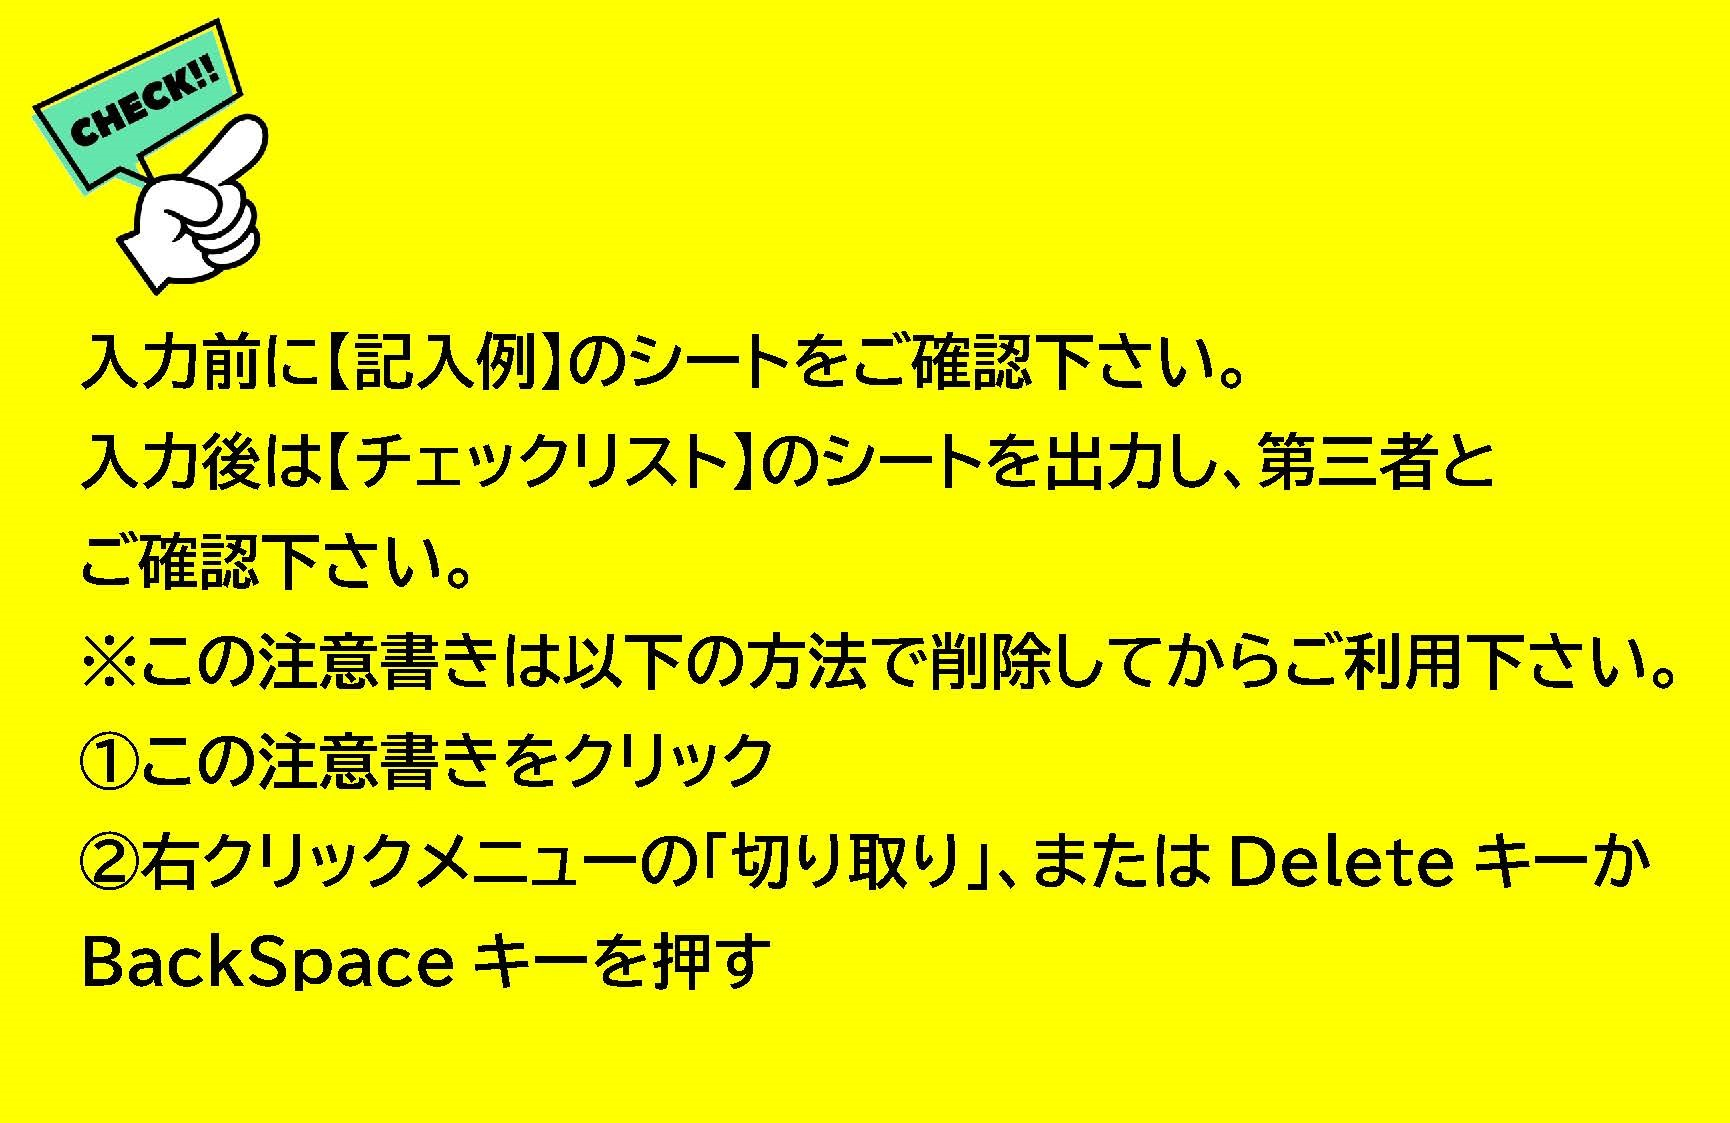 CHECK!!
入力前に【記入例】のシートをご確認下さい。
入力後は【チェックリスト】のシートを出力し、第三者と
ご確認下さい。
※この注意書きは以下の方法で削除してからご利用下さい。
①この注意書きをクリック
②右クリックメニューの「切り取り」、または Delete キーか
BackSpace キーを押す